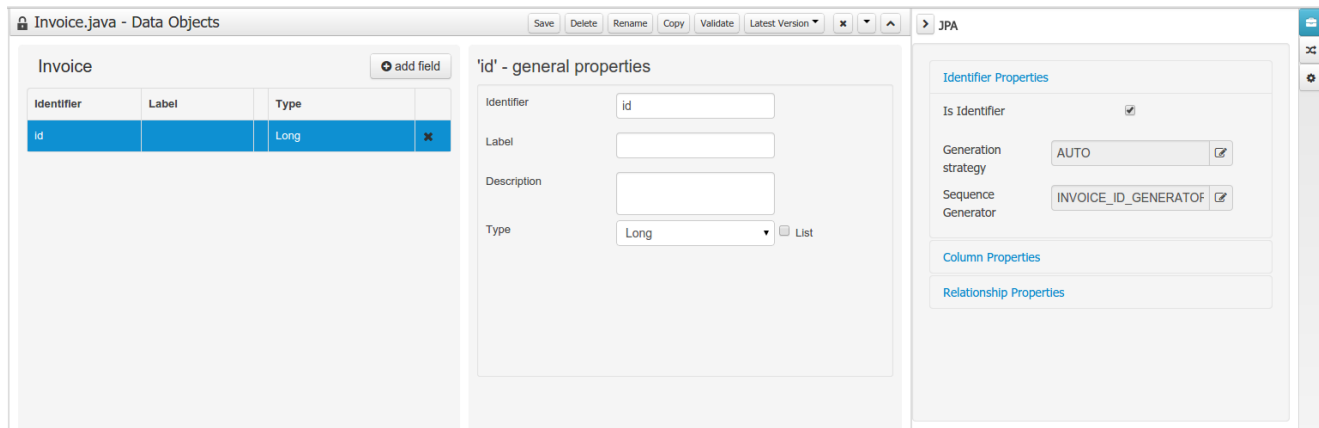 Invoice.java - Data Objects
Save Delete Rename Copy Validate Latest Version
JPA
Invoice
add field
Identifier Label Type
id Long
'id' - general properties
Identifier id
Label
Description
Type Long List
Identifier Properties
Is Identifier
Generation
strategy
AUTO
Sequence
Generator
INVOICE_ID_GENERATOR
Column Properties
Relationship Properties